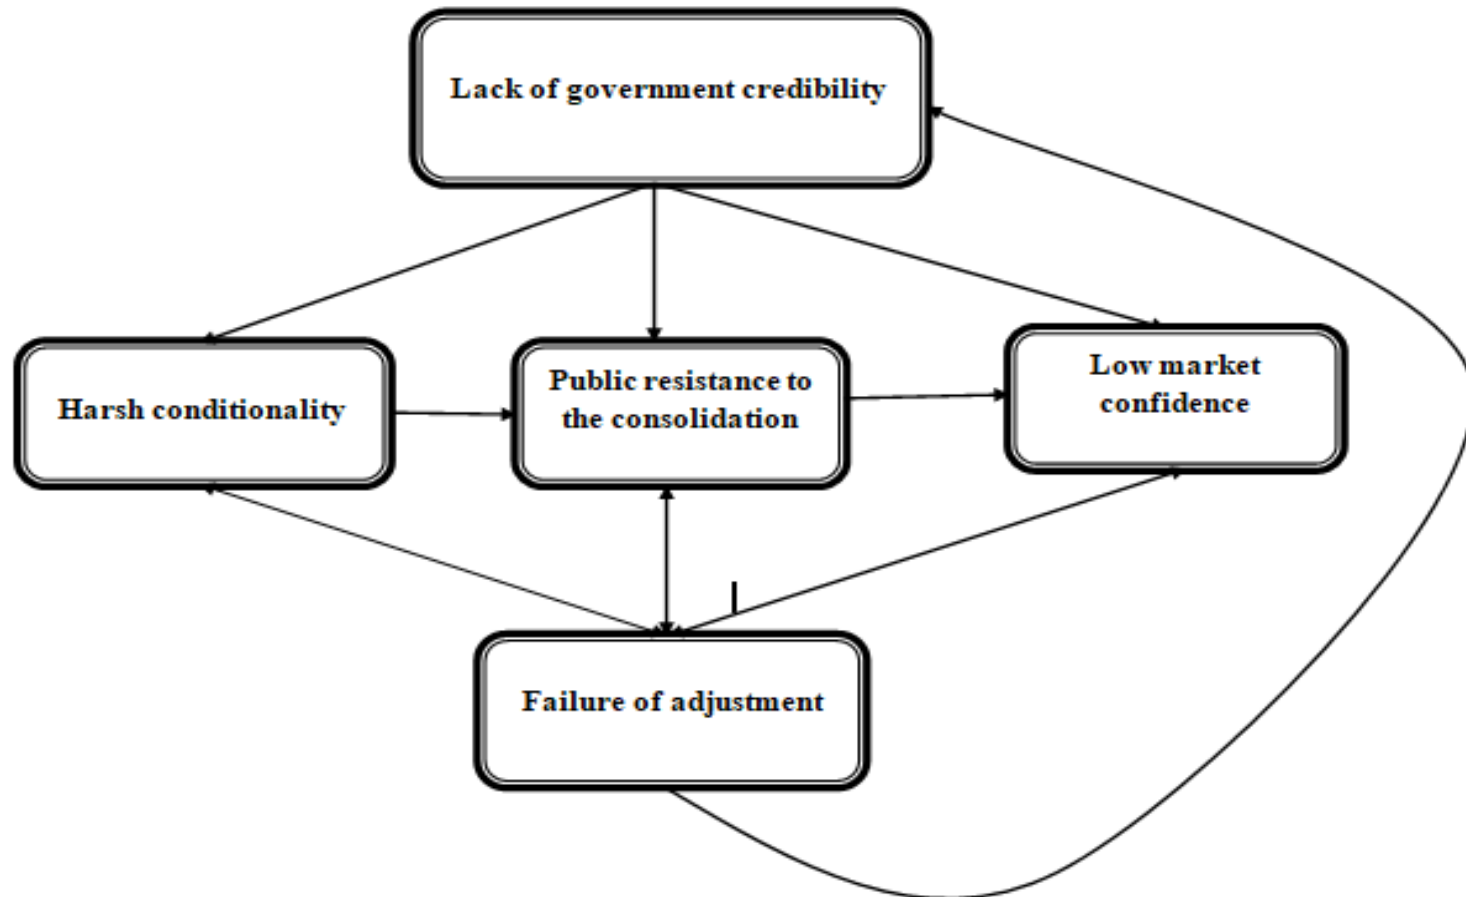 Lack of government credibility
Harsh conditionality
Public resistance to
the consolidation
Low market
confidence
Failure of adjustment